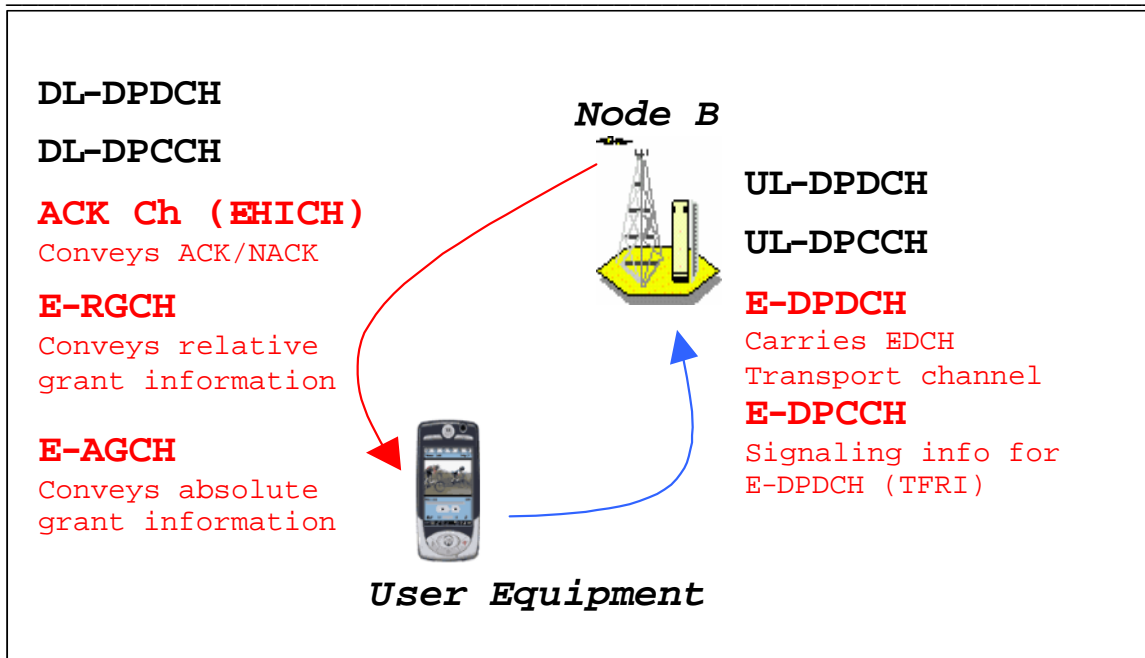 DL-DPDCH
DL-DPCCH
ACK Ch (EHICH)
Conveys ACK/NACK
E-RGCH
Conveys relative
grant information
E-AGCH
Conveys absolute
grant information
Node B
UL-DPDCH
UL-DPCCH
E-DPDCH
Carries EDCH
Transport channel
E-DPCCH
Signaling info for
E-DPDCH (TFRI)
User Equipment